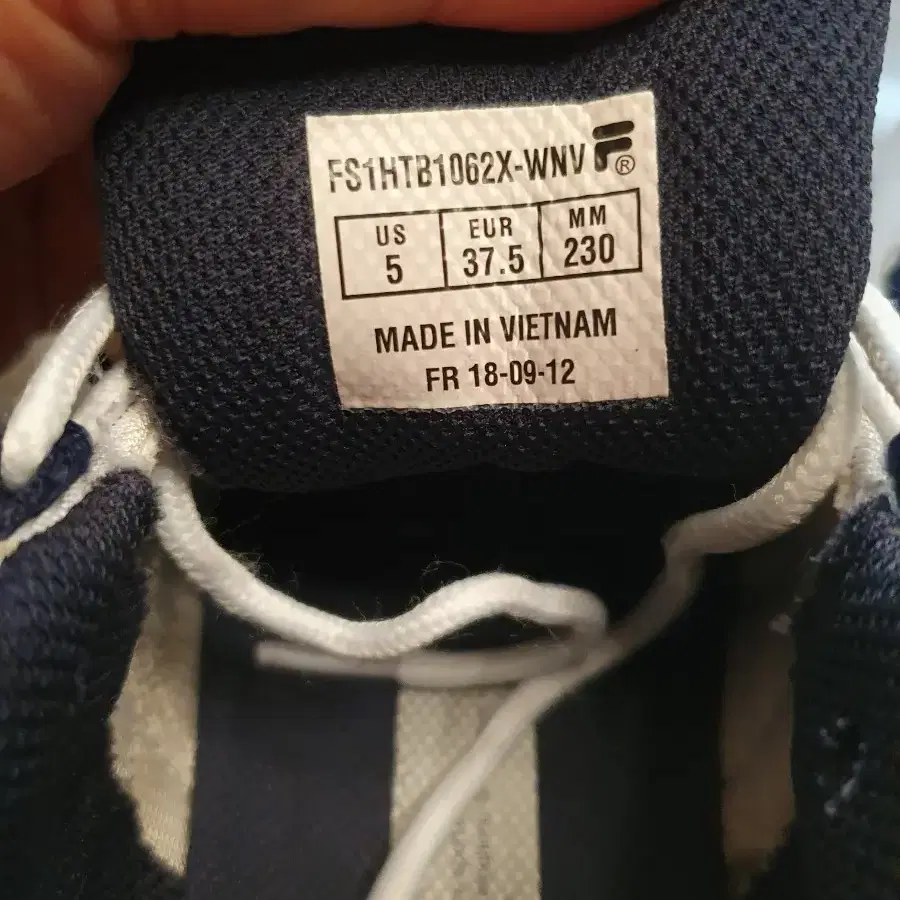 FS1HTB1062X-WNV F®
US EUR MM
5 37.5 230
MADE IN VIETNAM
FR 18-09-12